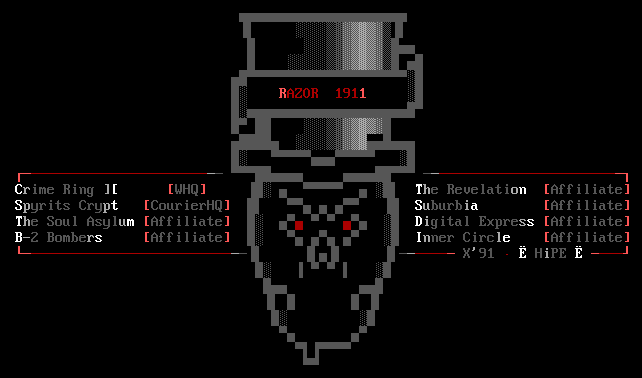 RAZOR 1911
Crime Ring ][ [WHQ]
Spyrits Crypt [CourierHQ]
The Soul Asylum [Affiliate]
B-2 Bombers [Affiliate]
The Revelation [Affiliate]
Suburbia [Affiliate]
Digital Express [Affiliate]
Inner Circle [Affiliate]
X'91 - Ë HiPE Ë